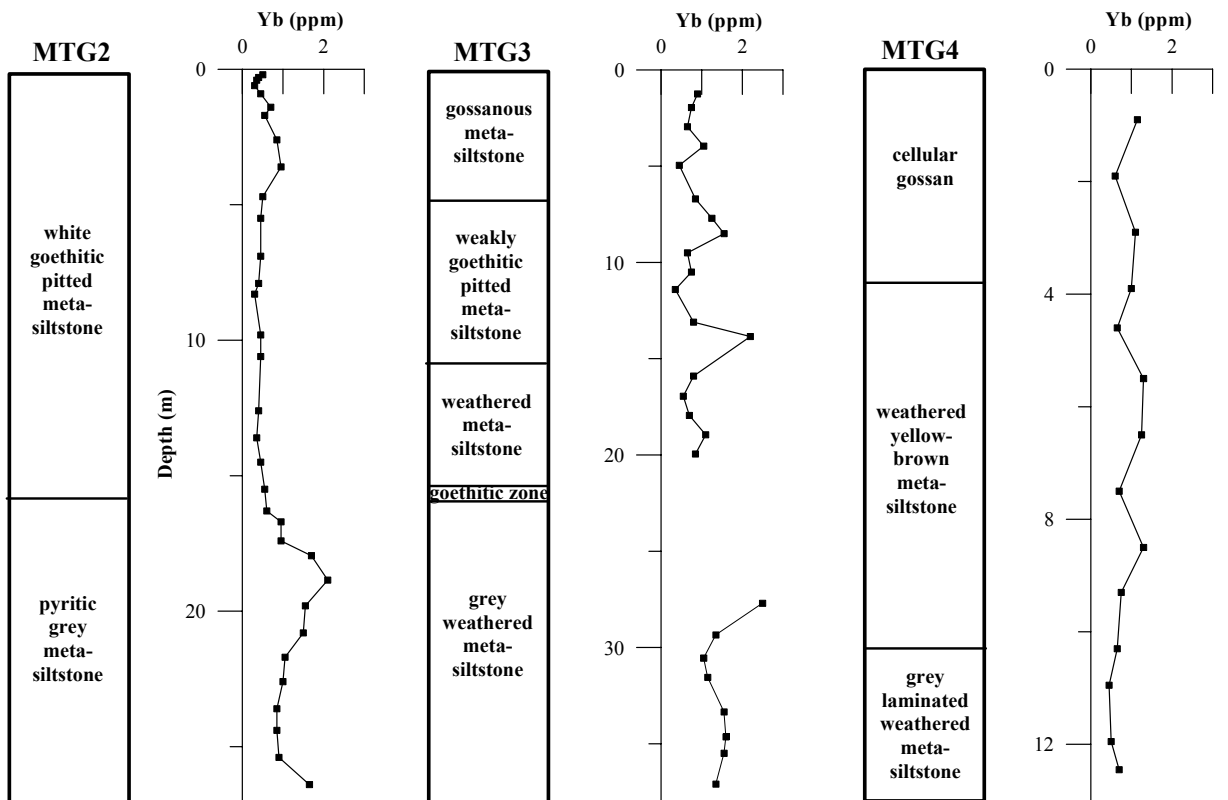 Yb (ppm)
MTG2
0
2
0
10
20
Depth (m)
white
goethitic
pitted
meta-
siltstone
pyritic
grey
meta-
siltstone
Yb (ppm)
MTG3
0
2
0
10
20
30
gossanous
meta-
siltstone
weakly
goethitic
pitted
meta-
siltstone
weathered
meta-
siltstone
goethitic zone
grey
weathered
meta-
siltstone
Yb (ppm)
MTG4
0
2
0
4
8
12
cellular
gossan
weathered
yellow-
brown
meta-
siltstone
grey
laminated
weathered
meta-
siltstone